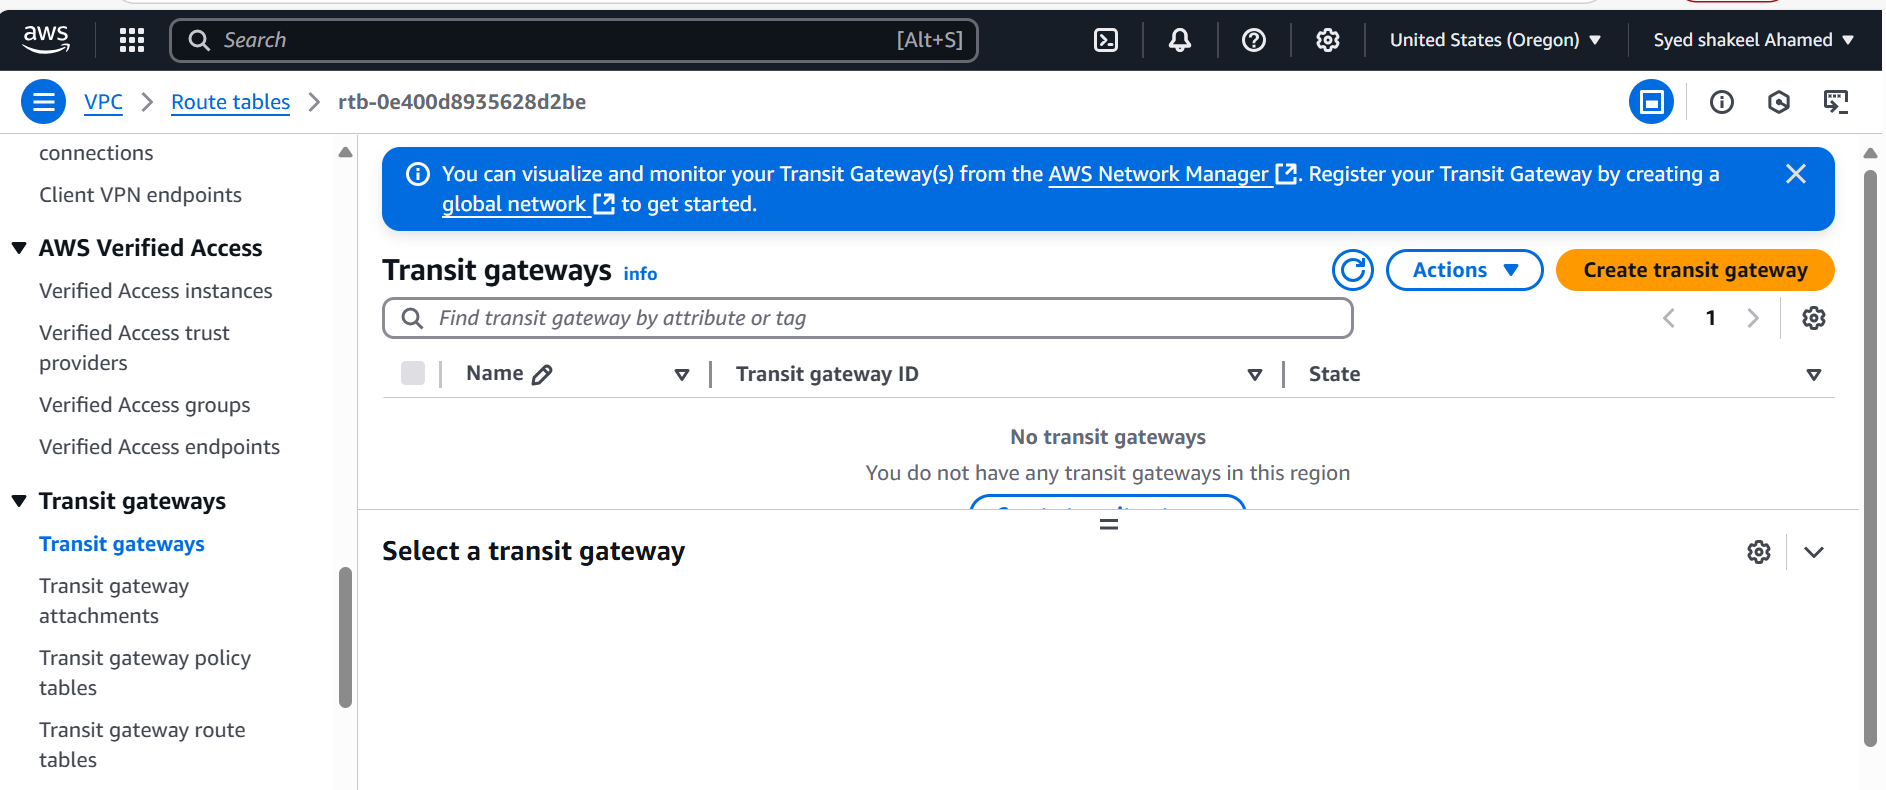 aws
Search
[Alt+S]
United States (Oregon)
Syed shakeel Ahamed
VPC
Route tables
rtb-0e400d8935628d2be
connections
Client VPN endpoints
AWS Verified Access
Verified Access instances
Verified Access trust
providers
Verified Access groups
Verified Access endpoints
Transit gateways
Transit gateways
Transit gateway
attachments
Transit gateway policy
tables
Transit gateway route
tables
You can visualize and monitor your Transit Gateway(s) from the AWS Network Manager. Register your Transit Gateway by creating a
global network to get started.
Transit gateways info
Actions
Create transit gateway
Find transit gateway by attribute or tag
1
Name
Transit gateway ID
State
No transit gateways
You do not have any transit gateways in this region
Select a transit gateway